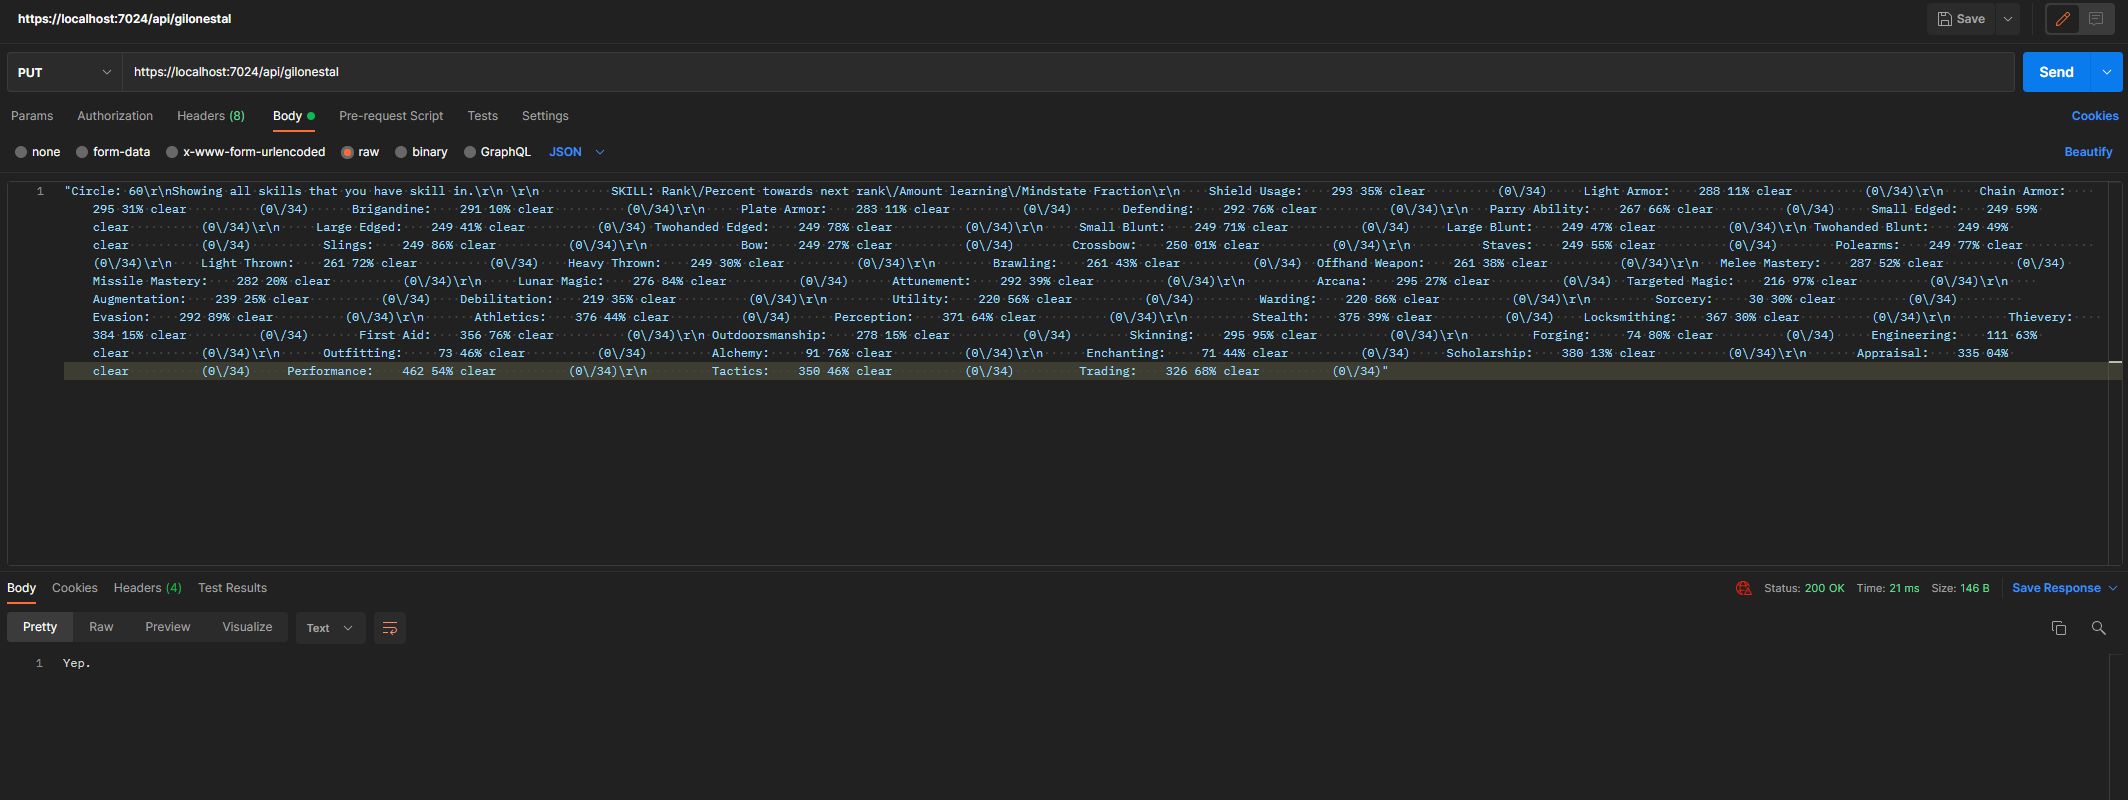 https://localhost:7024/api/gilonestal
Save
PUT
https://localhost:7024/api/gilonestal
Send
Params Authorization Headers (8) Body Pre-request Script Tests Settings Cookies
none form-data x-www-form-urlencoded raw binary GraphQL JSON Beautify
1 "Circle: 60\r\nShowing all skills that you have skill in.\r\n \r\n SKILL: Rank\/Percent towards next rank\/Amount learning\/Mindstate Fraction\r\n Shield Usage: 293 35% clear (0\/34) Light Armor: 288 11% clear (0\/34)\r\n Chain Armor:
295 31% clear (0\/34) Brigandine: 291 10% clear (0\/34)\r\n Plate Armor: 283 11% clear (0\/34) Defending: 292 76% clear (0\/34)\r\n Parry Ability: 267 66% clear (0\/34) Small Edged: 249 59%
clear (0\/34)\r\n Large Edged: 249 41% clear (0\/34) Twohanded Edged: 249 78% clear (0\/34)\r\n Small Blunt: 249 71% clear (0\/34) Large Blunt: 249 47% clear (0\/34)\r\n Twohanded Blunt: 249 49%
clear (0\/34) Slings: 249 86% clear (0\/34)\r\n Bow: 249 27% clear (0\/34) Crossbow: 250 01% clear (0\/34)\r\n Staves: 249 55% clear (0\/34) Polearms: 249 77% clear
(0\/34)\r\n Light Thrown: 261 72% clear (0\/34) Heavy Thrown: 249 30% clear (0\/34)\r\n Brawling: 261 43% clear (0\/34) Offhand Weapon: 261 38% clear (0\/34)\r\n Melee Mastery: 287 52% clear (0\/34)
Missile Mastery: 282 20% clear (0\/34)\r\n Lunar Magic: 276 84% clear (0\/34) Attunement: 292 39% clear (0\/34)\r\n Arcana: 295 27% clear (0\/34) Targeted Magic: 216 97% clear (0\/34)\r\n
Augmentation: 239 25% clear (0\/34) Debilitation: 219 35% clear (0\/34)\r\n Utility: 220 56% clear (0\/34) Warding: 220 86% clear (0\/34)\r\n Sorcery: 30 30% clear (0\/34)
Evasion: 292 89% clear (0\/34)\r\n Athletics: 376 44% clear (0\/34) Perception: 371 64% clear (0\/34)\r\n Stealth: 375 39% clear (0\/34) Locksmithing: 367 30% clear (0\/34)\r\n Thievery:
384 15% clear (0\/34) First Aid: 356 76% clear (0\/34)\r\n Outdoorsmanship: 278 15% clear (0\/34) Skinning: 295 95% clear (0\/34)\r\n Forging: 74 80% clear (0\/34) Engineering: 111 63%
clear (0\/34)\r\n Outfitting: 73 46% clear (0\/34) Alchemy: 91 76% clear (0\/34)\r\n Enchanting: 71 44% clear (0\/34) Scholarship: 380 13% clear (0\/34)\r\n Appraisal: 335 04%
clear (0\/34) Performance: 462 54% clear (0\/34)\r\n Tactics: 350 46% clear (0\/34) Trading: 326 68% clear (0\/34)"
Body Cookies Headers (4) Test Results Status: 200 OK Time: 21 ms Size: 146 B Save Response
Pretty Raw Preview Visualize Text
1 Yep.